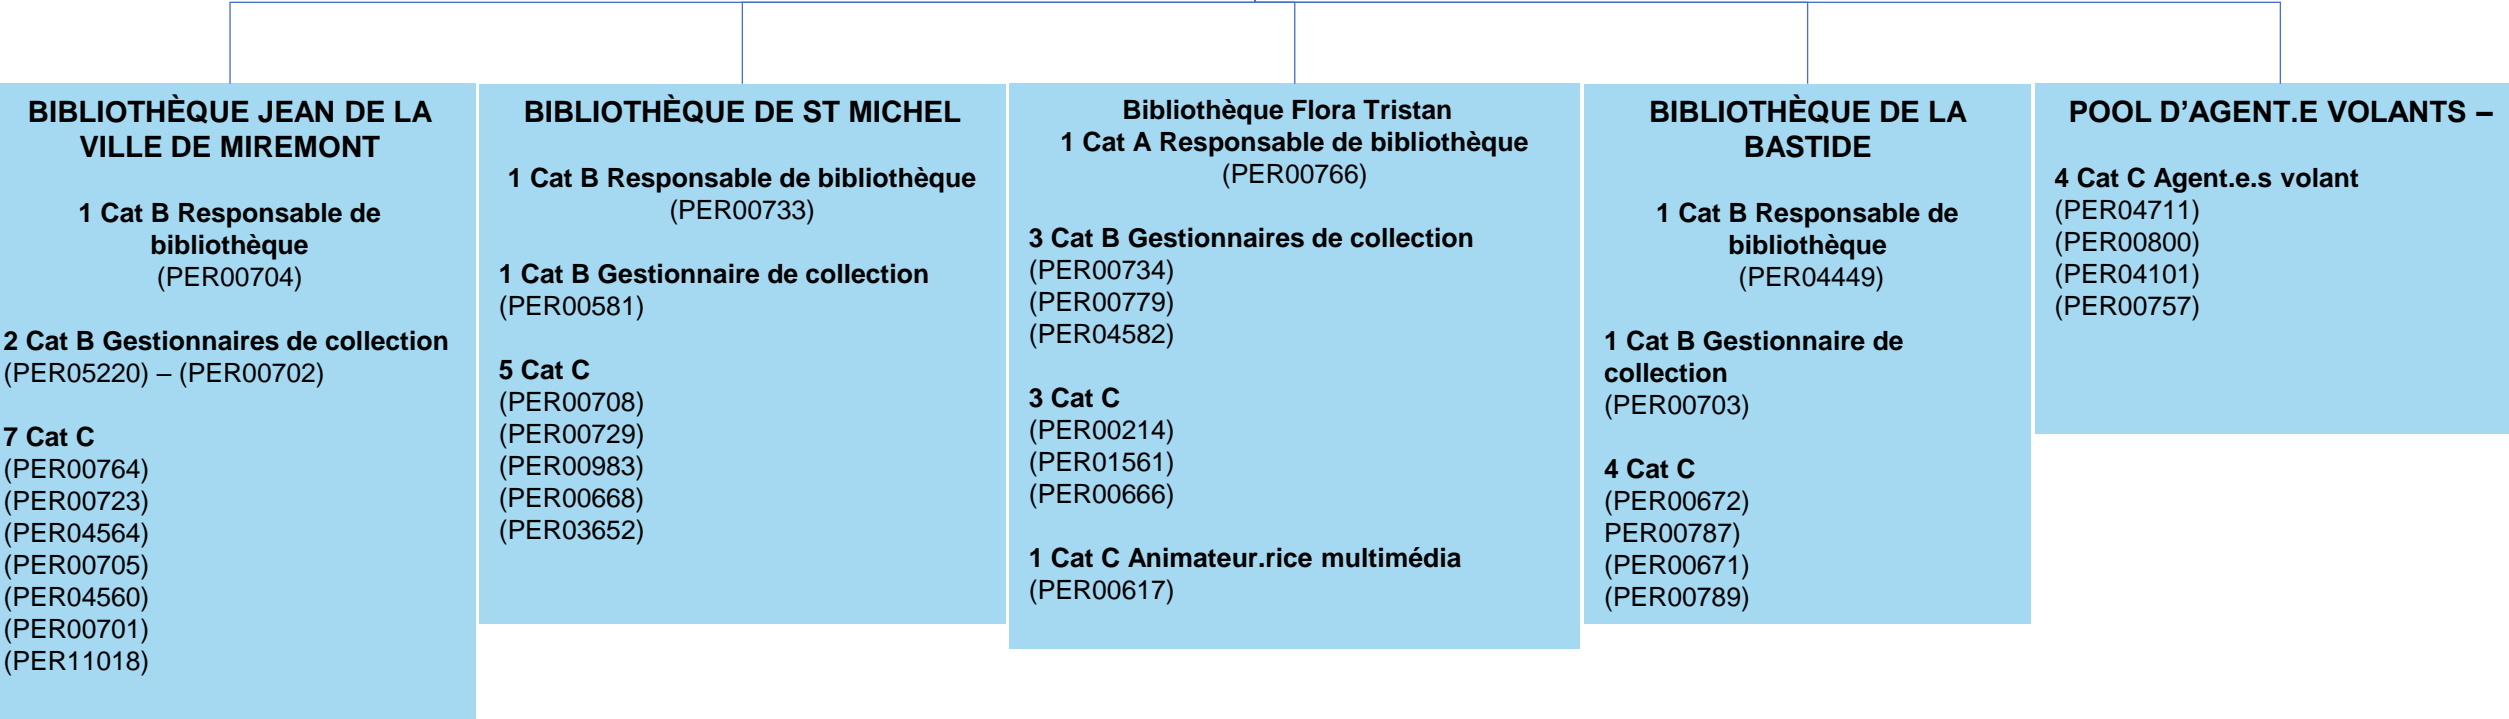 BIBLIOTHÈQUE JEAN DE LA
VILLE DE MIREMONT
1 Cat B Responsable de
bibliothèque
(PER00704)
2 Cat B Gestionnaires de collection
(PER05220) – (PER00702)
7 Cat C
(PER00764)
(PER00723)
(PER04564)
(PER00705)
(PER04560)
(PER00701)
(PER11018)
BIBLIOTHÈQUE DE ST MICHEL
1 Cat B Responsable de bibliothèque
(PER00733)
1 Cat B Gestionnaire de collection
(PER00581)
5 Cat C
(PER00708)
(PER00729)
(PER00983)
(PER00668)
(PER03652)
Bibliothèque Flora Tristan
1 Cat A Responsable de bibliothèque
(PER00766)
3 Cat B Gestionnaires de collection
(PER00734)
(PER00779)
(PER04582)
3 Cat C
(PER00214)
(PER01561)
(PER00666)
1 Cat C Animateur.rice multimédia
(PER00617)
BIBLIOTHÈQUE DE LA
BASTIDE
1 Cat B Responsable de
bibliothèque
(PER04449)
1 Cat B Gestionnaire de
collection
(PER00703)
4 Cat C
(PER00672)
PER00787)
(PER00671)
(PER00789)
POOL D’AGENT.E VOLANTS –
4 Cat C Agent.e.s volant
(PER04711)
(PER00800)
(PER04101)
(PER00757)